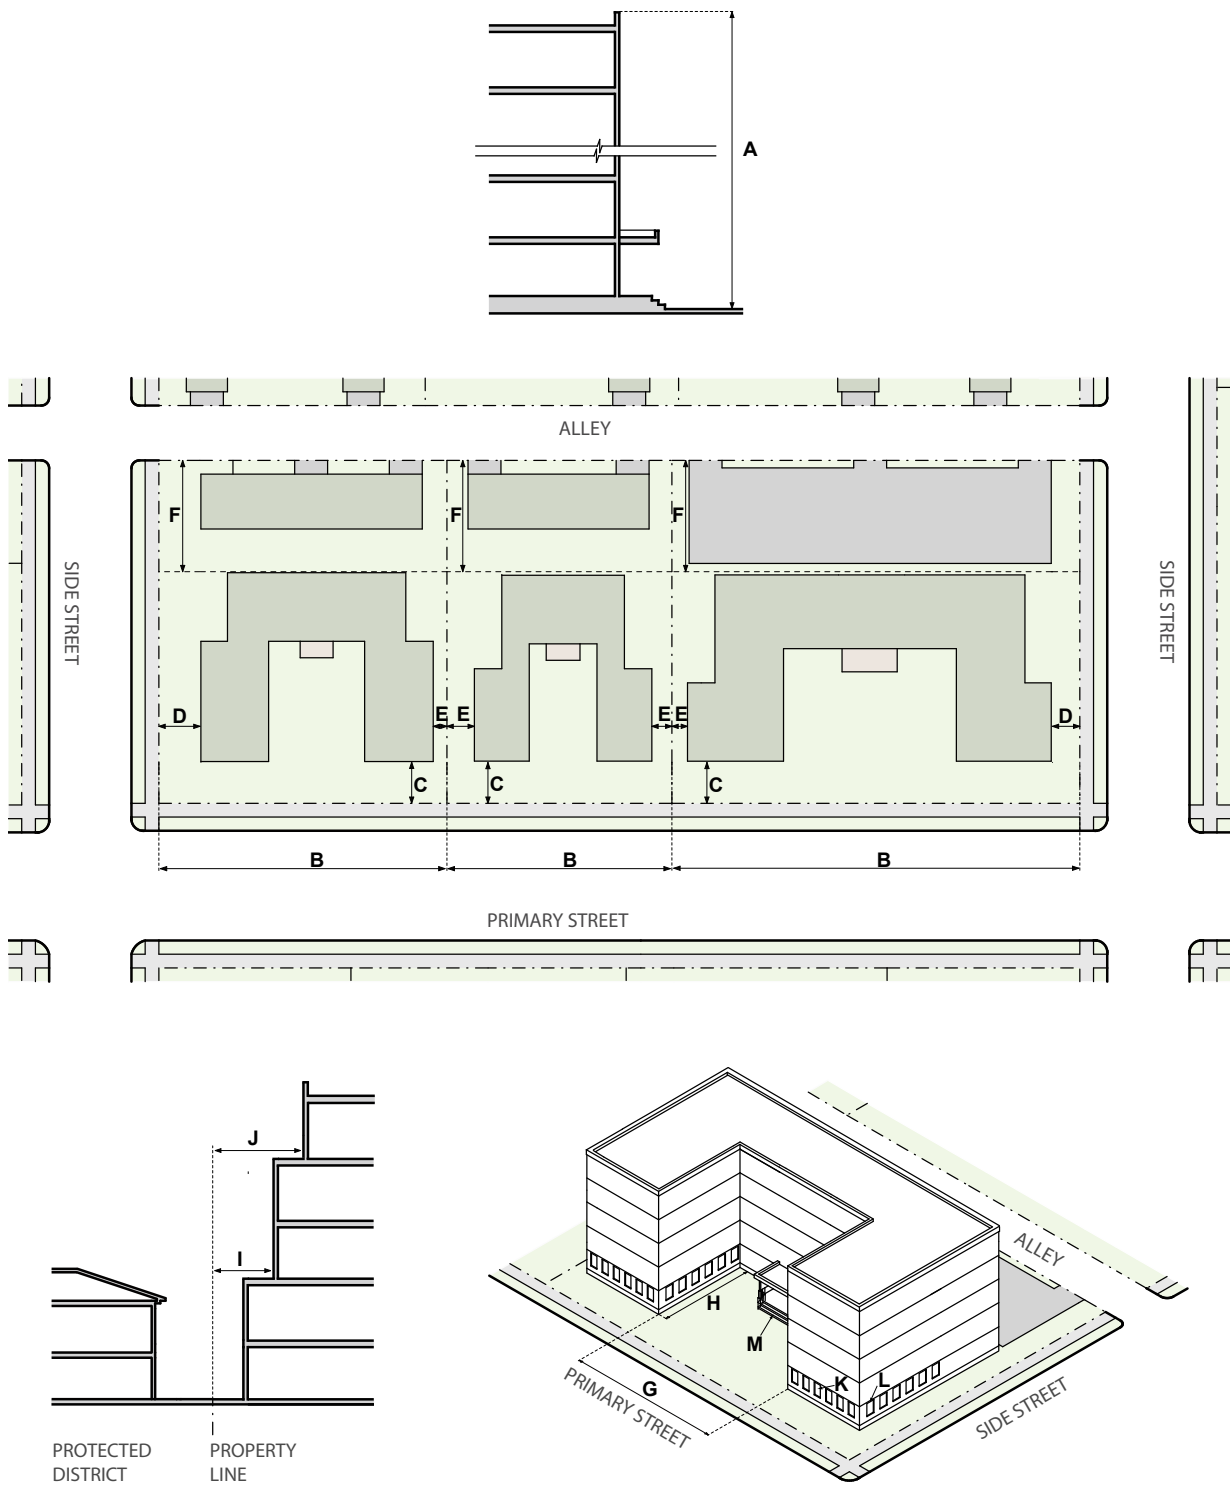 A
ALLEY
F
F
F
SIDE STREET
SIDE STREET
D
E
E
E
E
D
C
C
C
B
B
B
PRIMARY STREET
J
I
PROTECTED
DISTRICT
PROPERTY
LINE
ALLEY
H
M
G
K
L
PRIMARY STREET
SIDE STREET